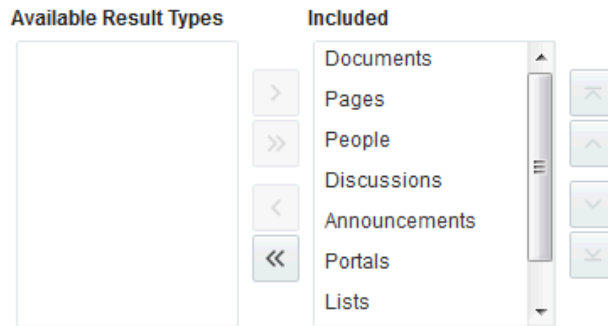 Available Result Types
Included
Documents
Pages
People
Discussions
Announcements
Portals
Lists